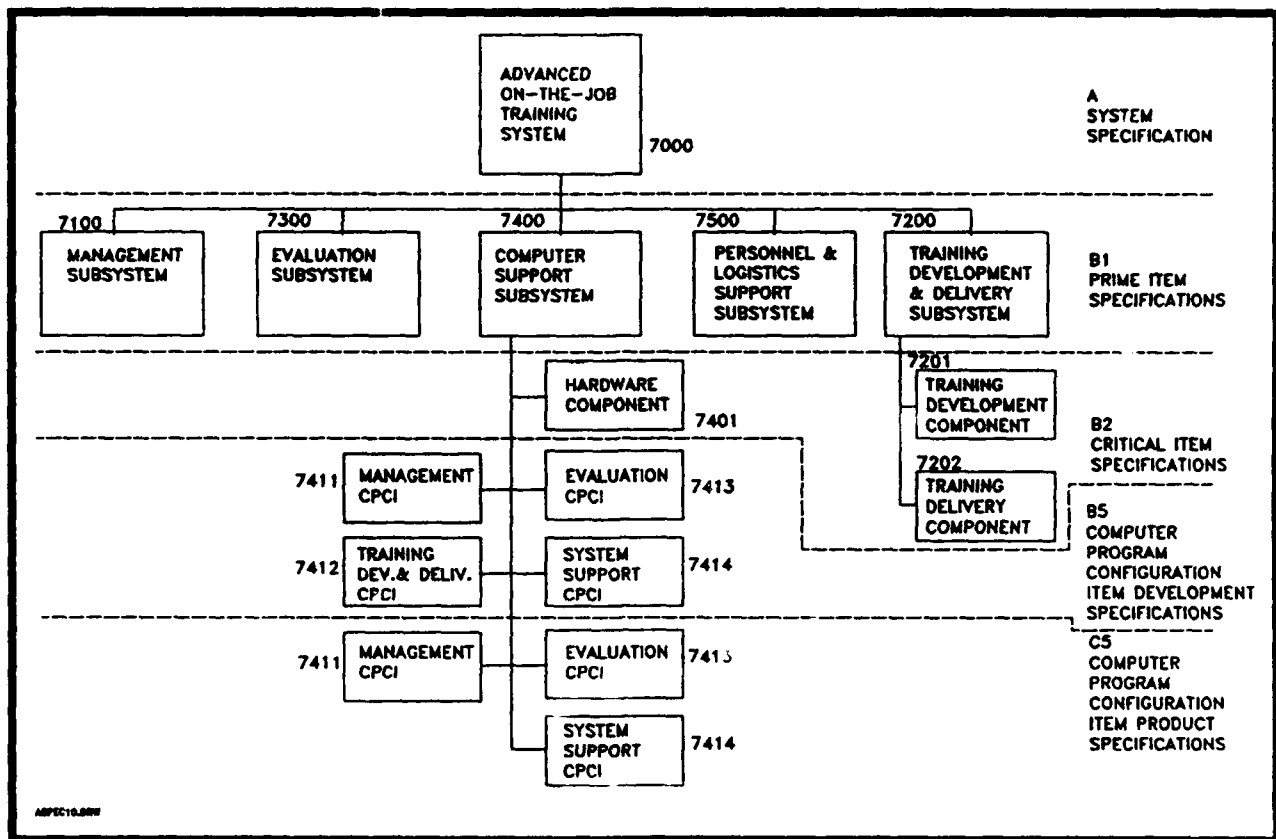 ADVANCED
ON-THE-JOB
TRAINING
SYSTEM
7000
A
SYSTEM
SPECIFICATION
7100
MANAGEMENT
SUBSYSTEM
7300
EVALUATION
SUBSYSTEM
7400
COMPUTER
SUPPORT
SUBSYSTEM
7500
PERSONNEL &
LOGISTICS
SUPPORT
SUBSYSTEM
7200
TRAINING
DEVELOPMENT
& DELIVERY
SUBSYSTEM
B1
PRIME ITEM
SPECIFICATIONS
HARDWARE
COMPONENT
7401
7201
TRAINING
DEVELOPMENT
COMPONENT
7202
TRAINING
DELIVERY
COMPONENT
B2
CRITICAL ITEM
SPECIFICATIONS
7411
MANAGEMENT
CPCI
EVALUATION
CPCI
7413
7412
TRAINING
DEV.& DELIV.
CPCI
SYSTEM
SUPPORT
CPCI
7414
B5
COMPUTER
PROGRAM
CONFIGURATION
ITEM DEVELOPMENT
SPECIFICATIONS
7411
MANAGEMENT
CPCI
EVALUATION
CPCI
7413
SYSTEM
SUPPORT
CPCI
7414
C5
COMPUTER
PROGRAM
CONFIGURATION
ITEM PRODUCT
SPECIFICATIONS